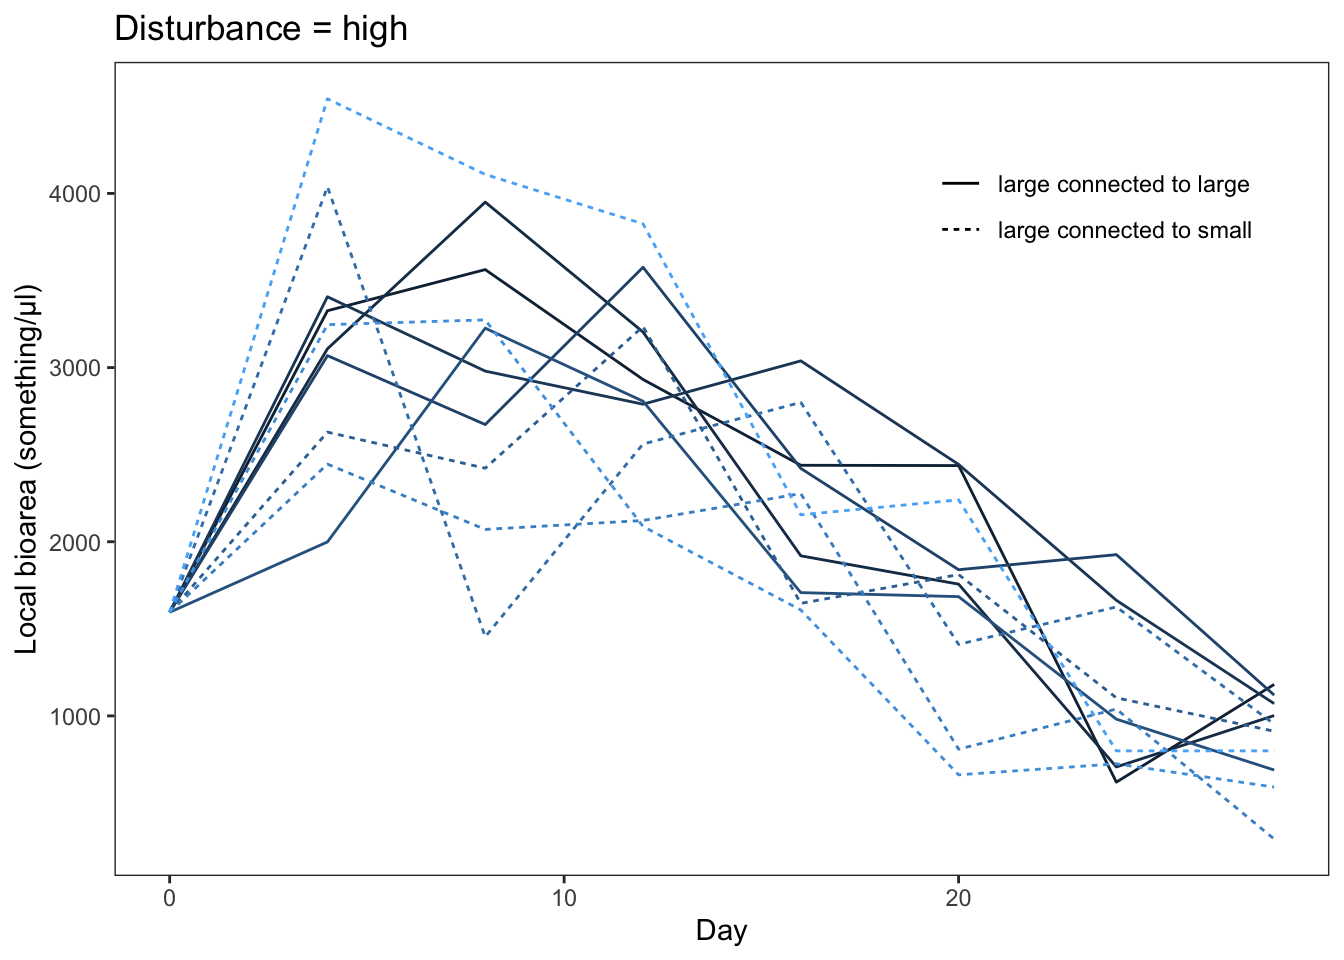 Disturbance = high
4000
3000
2000
1000
Local bioarea (something/µl)
large connected to large
large connected to small
0
10
20
Day